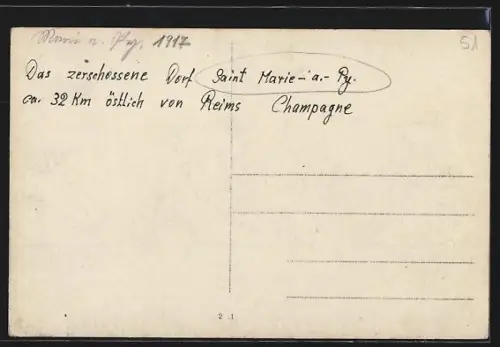 Marie a. Py. 1917
51
Das zerschossene Dorf Saint Marie-a.-Py.
ca. 32 Km östlich von Reims Champagne
2 1